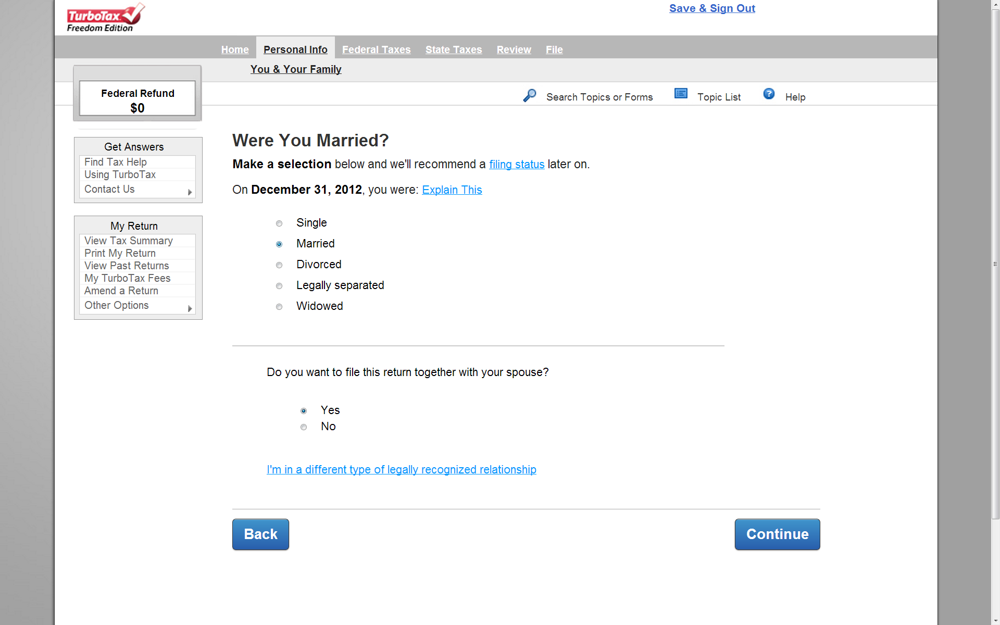 TurboTax
Freedom Edition
Save & Sign Out
Home Personal Info Federal Taxes State Taxes Review File
You & Your Family
Federal Refund
$0
Search Topics or Forms Topic List ? Help
Get Answers
Find Tax Help
Using TurboTax
Contact Us
My Return
View Tax Summary
Print My Return
View Past Returns
My TurboTax Fees
Amend a Return
Other Options
Were You Married?
Make a selection below and we'll recommend a filing status later on.
On December 31, 2012, you were: Explain This
Single
Married
Divorced
Legally separated
Widowed
Do you want to file this return together with your spouse?
Yes
No
I'm in a different type of legally recognized relationship
Back Continue